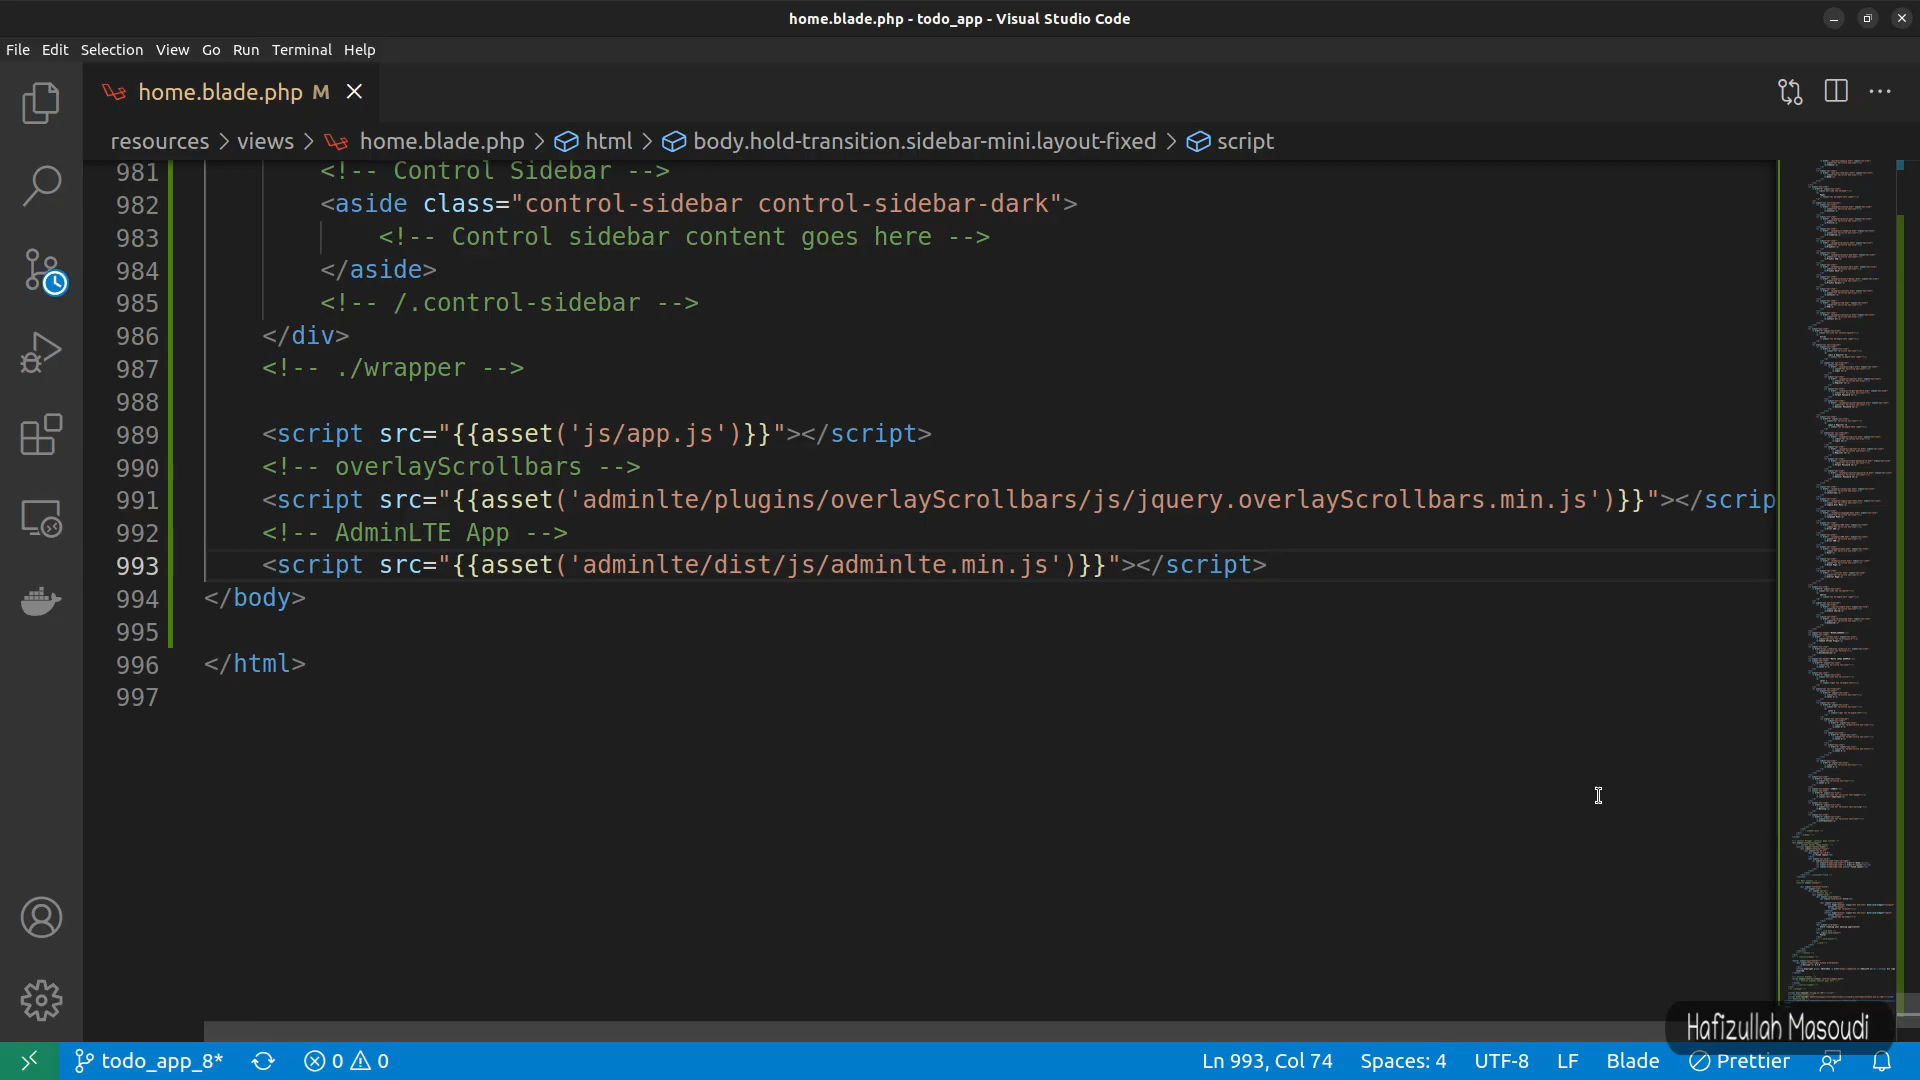 home.blade.php - todo_app - Visual Studio Code
File Edit Selection View Go Run Terminal Help
home.blade.php M
resources > views > home.blade.php > html > body.hold-transition.sidebar-mini.layout-fixed > script
981 <!-- Control Sidebar -->
982 <aside class="control-sidebar control-sidebar-dark">
983 <!-- Control sidebar content goes here -->
984 </aside>
985 <!-- /.control-sidebar -->
986 </div>
987 <!-- ./wrapper -->
988
989 <script src="{{asset('js/app.js')}}"></script>
990 <!-- overlayScrollbars -->
991 <script src="{{asset('adminlte/plugins/overlayScrollbars/js/jquery.overlayScrollbars.min.js')}}"></scrip
992 <!-- AdminLTE App -->
993 <script src="{{asset('adminlte/dist/js/adminlte.min.js')}}"></script>
994 </body>
995
996 </html>
997
Hafizullah Masoudi
todo_app_8* 0 0 Ln 993, Col 74 Spaces: 4 UTF-8 LF Blade Prettier